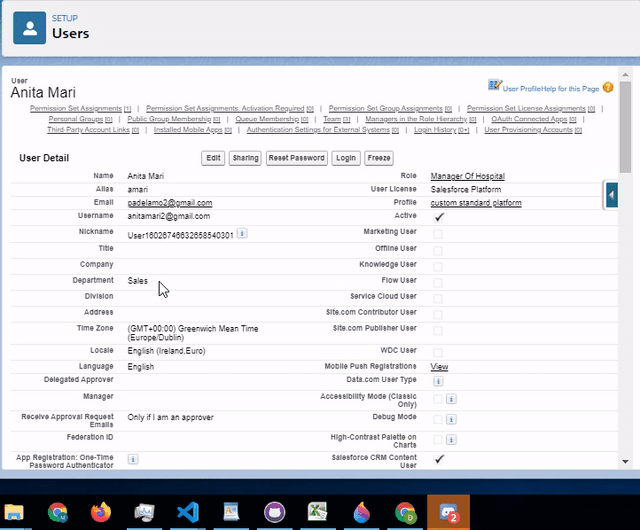 SETUP
Users
User
Anita Mari
User Profile Help for this Page
Permission Set Assignments [1] | Permission Set Assignments: Activation Required [0] | Permission Set Group Assignments [0] | Permission Set License Assignments [0] |
Personal Groups [0] | Public Group Membership [0] | Queue Membership [0] | Team [3] | Managers in the Role Hierarchy [0] | OAuth Connected Apps [0] |
Third-Party Account Links [0] | Installed Mobile Apps [0] | Authentication Settings for External Systems [0] | Login History [0+] | User Provisioning Accounts [0]
User Detail Edit Sharing Reset Password Login Freeze
Name Anita Mari Role Manager Of Hospital
Alias amari User License Salesforce Platform
Email padelamo2@gmail.com Profile custom standard platform
Username anitamari2@gmail.com Active
Nickname User16026746632658540301 i Marketing User
Title Offline User
Company Knowledge User
Department Sales Flow User
Division Service Cloud User
Address Site.com Contributor User
Time Zone (GMT+00:00) Greenwich Mean Time (Europe/Dublin) Site.com Publisher User
Locale English (Ireland,Euro) WDC User
Language English Mobile Push Registrations View
Delegated Approver Data.com User Type i
Manager Accessibility Mode (Classic Only) i
Receive Approval Request Emails Only if I am an approver Debug Mode i
Federation ID High-Contrast Palette on Charts i
App Registration: One-Time Password Authenticator i Salesforce CRM Content User
2